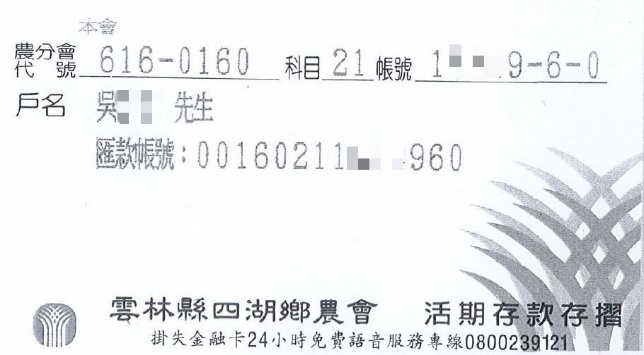 本會
農分會代號 616-0160 科目 21 帳號 1 9-6-0
戶名 吳 先生
匯款帳號：00160211 960
雲林縣四湖鄉農會 活期存款存摺
掛失金融卡24小時免費語音服務專線0800239121